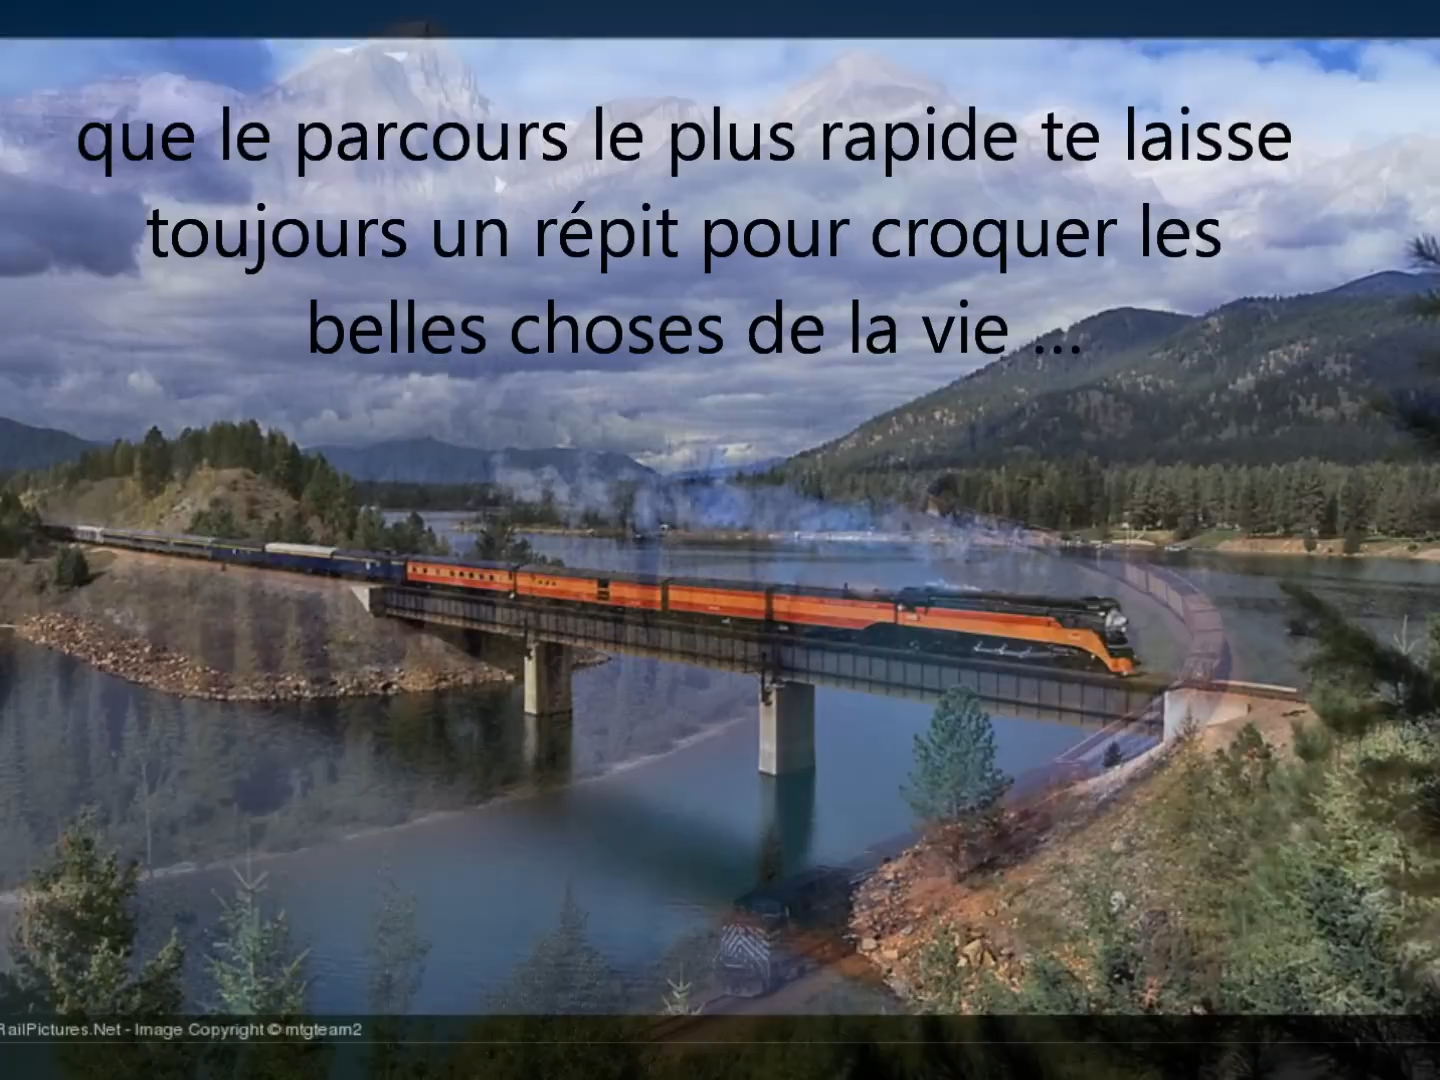 que le parcours le plus rapide te laisse
toujours un répit pour croquer les
belles choses de la vie ...
RailPictures.Net - Image Copyright © mtgteam2